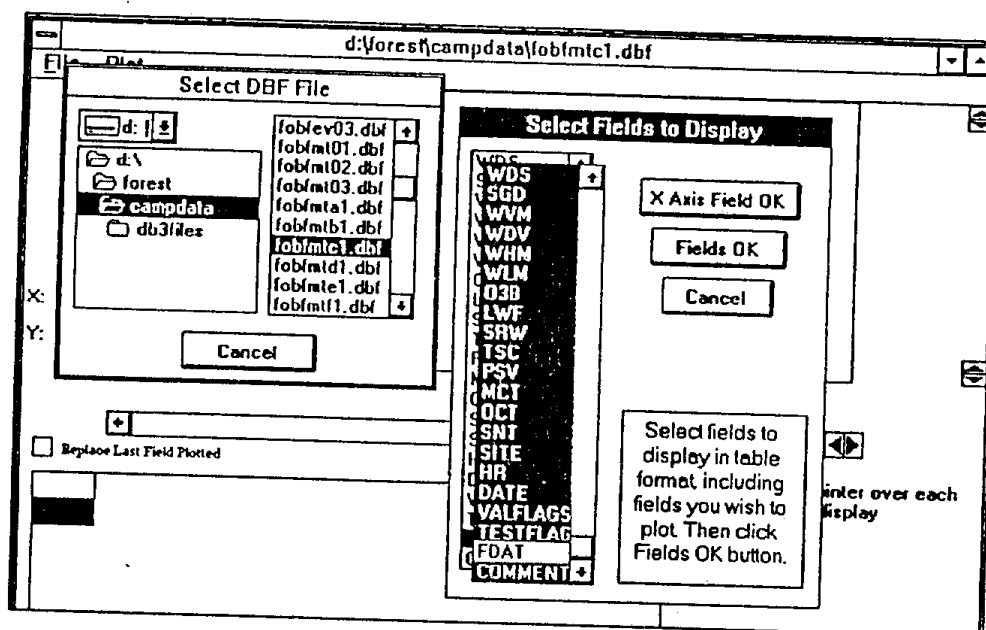 d:\forest\campdata\fobfmtc1.dbf
File Plot
Select DBF File
d: [
d:\
forest
campdata
db3files
fobfev03.dbf
fobfmt01.dbf
fobfmt02.dbf
fobfmt03.dbf
fobfmta1.dbf
fobfmtb1.dbf
fobfmtc1.dbf
fobfmtd1.dbf
fobfmte1.dbf
fobfmtf1.dbf
Cancel
X:
Y:
Replace Last Field Plotted
Select Fields to Display
WDS
WDS
SGD
WVM
WDV
WHM
WLM
O3B
LWF
SRW
TSC
PSV
MCT
OCT
SNT
SITE
HR
DATE
VALFLAGS
TESTFLAG
FDAT
COMMENT
X Axis Field OK
Fields OK
Cancel
Select fields to
display in table
format, including
fields you wish to
plot. Then click
Fields OK button.
inter over each
display